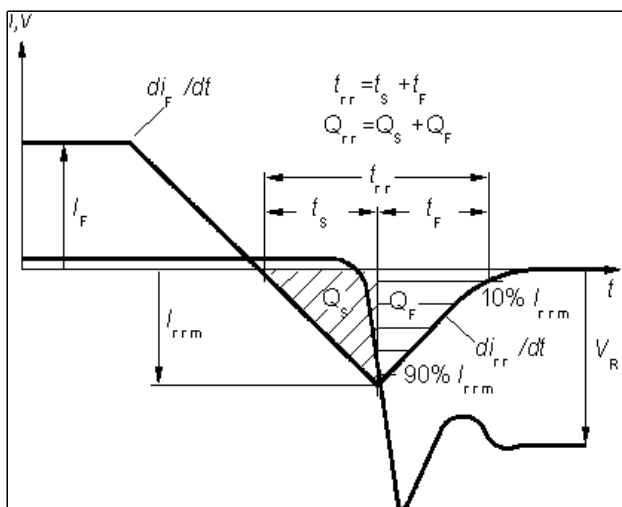 I,V
di_F /dt
t_rr =t_S +t_F
Q_rr =Q_S +Q_F
t_rr
t_S
t_F
I_F
t
Q_S
Q_F
10% I_rrm
I_rrm
di_rr /dt
V_R
90% I_rrm